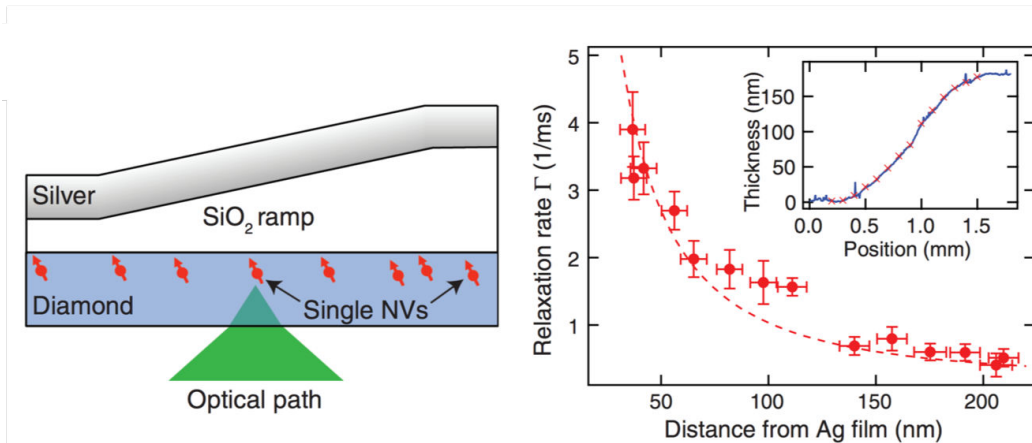 Silver
SiO2 ramp
Diamond
Single NVs
Optical path
Relaxation rate Γ (1/ms)
5
4
3
2
1
50
100
150
200
Distance from Ag film (nm)
Thickness (nm)
150
100
50
0
0.0
0.5
1.0
1.5
Position (mm)